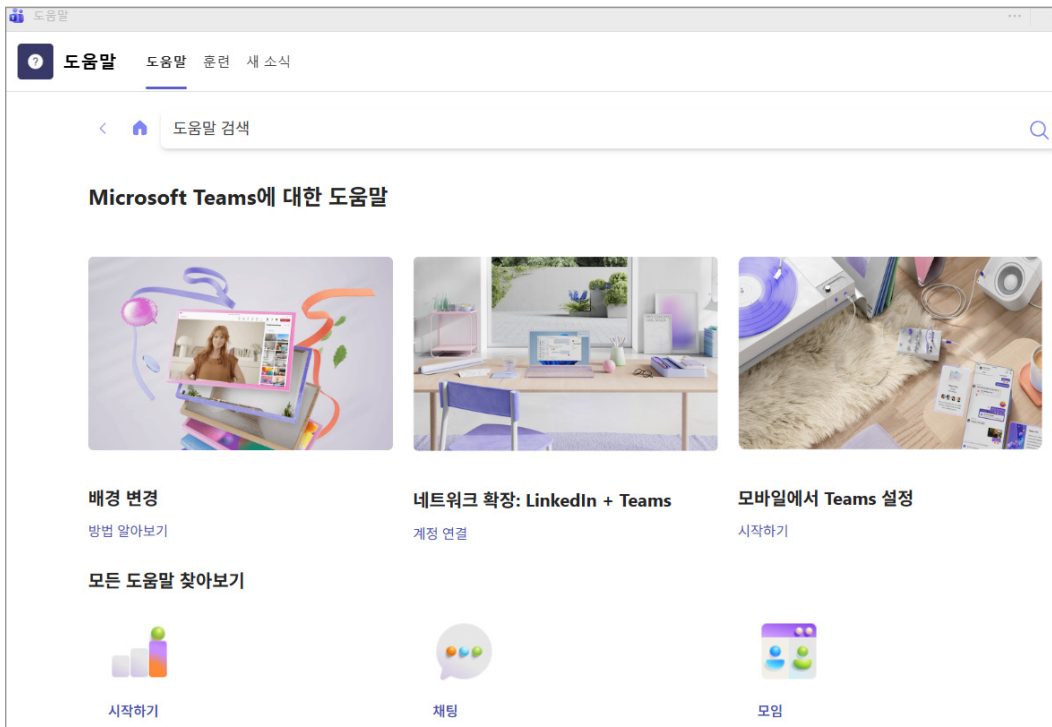 도움말
도움말 도움말 훈련 새 소식
도움말 검색
Microsoft Teams에 대한 도움말
배경 변경
방법 알아보기
네트워크 확장: LinkedIn + Teams
계정 연결
모바일에서 Teams 설정
시작하기
모든 도움말 찾아보기
시작하기
채팅
모임